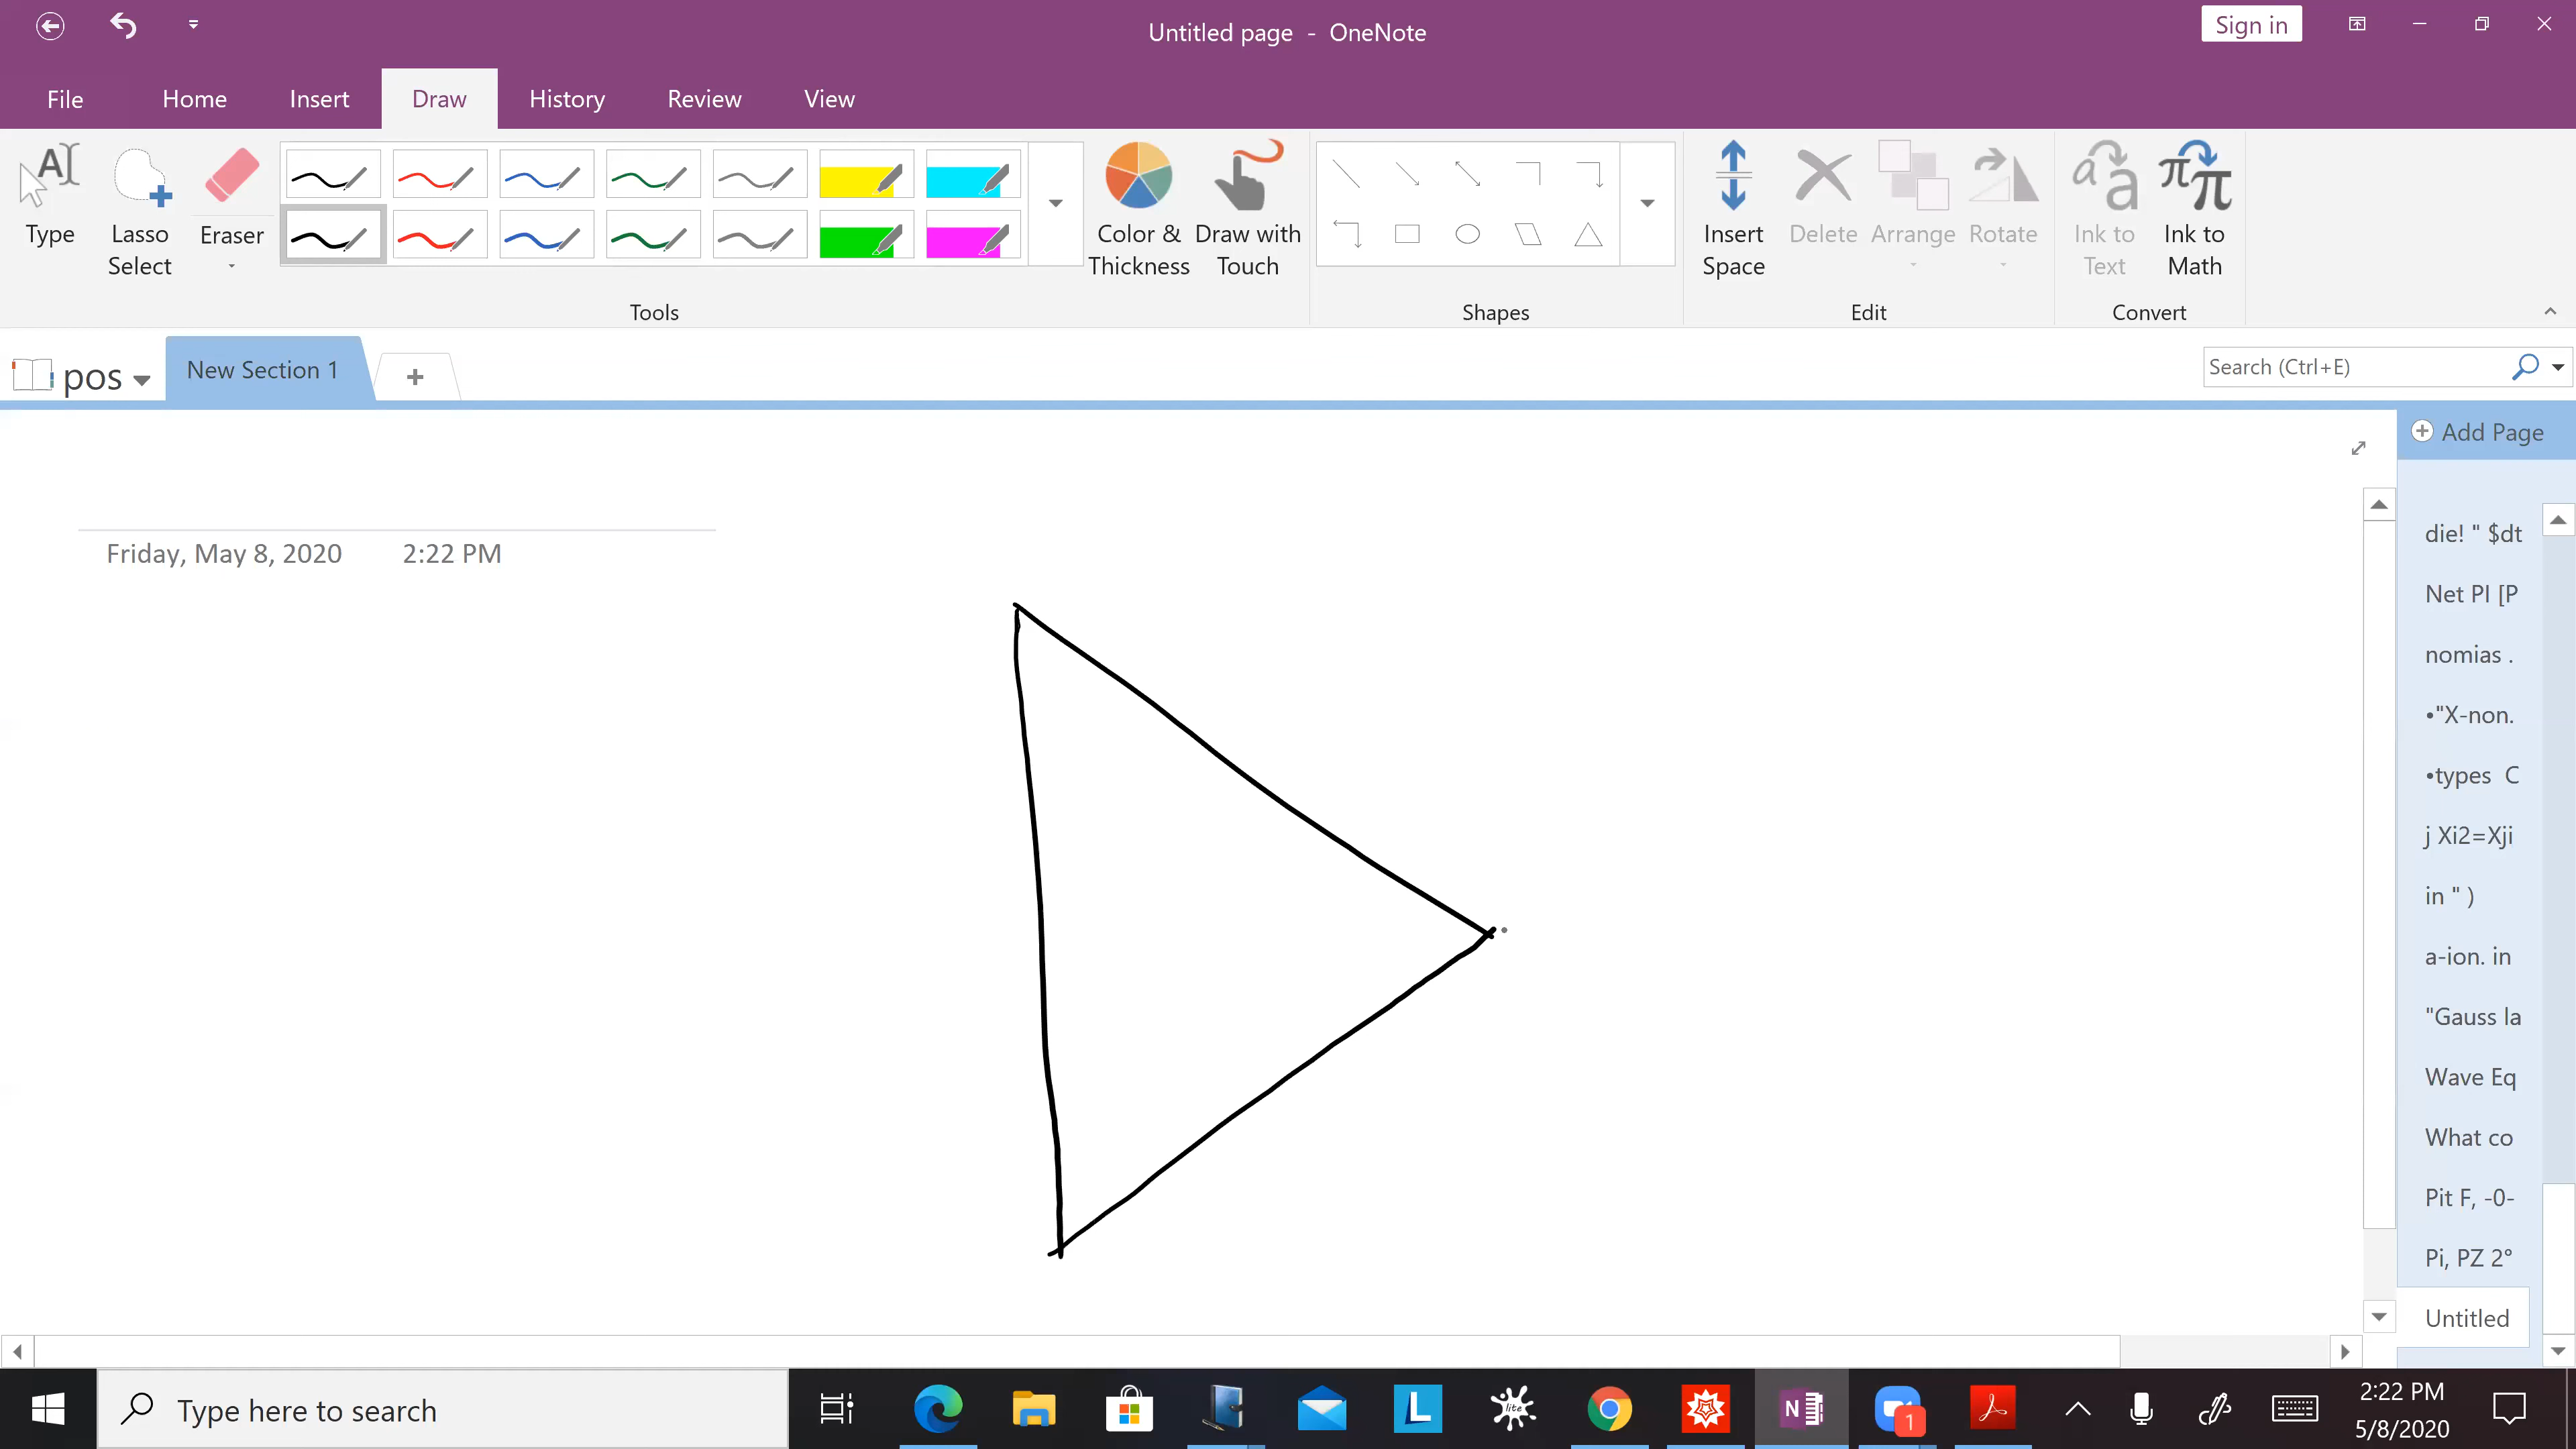 Untitled page - OneNote
Sign in
File Home Insert Draw History Review View
Type
Lasso Select
Eraser
Color & Thickness
Draw with Touch
Insert Space
Delete
Arrange
Rotate
Ink to Text
Ink to Math
Tools
Shapes
Edit
Convert
pos
New Section 1
Search (Ctrl+E)
Add Page
Friday, May 8, 2020 2:22 PM
die! " $dt
Net PI [P
nomias .
•"X-non.
•types C
j Xi2=Xji
in " )
a-ion. in
"Gauss la
Wave Eq
What co
Pit F, -0-
Pi, PZ 2°
Untitled
Type here to search
L
lite
N
1
2:22 PM
5/8/2020